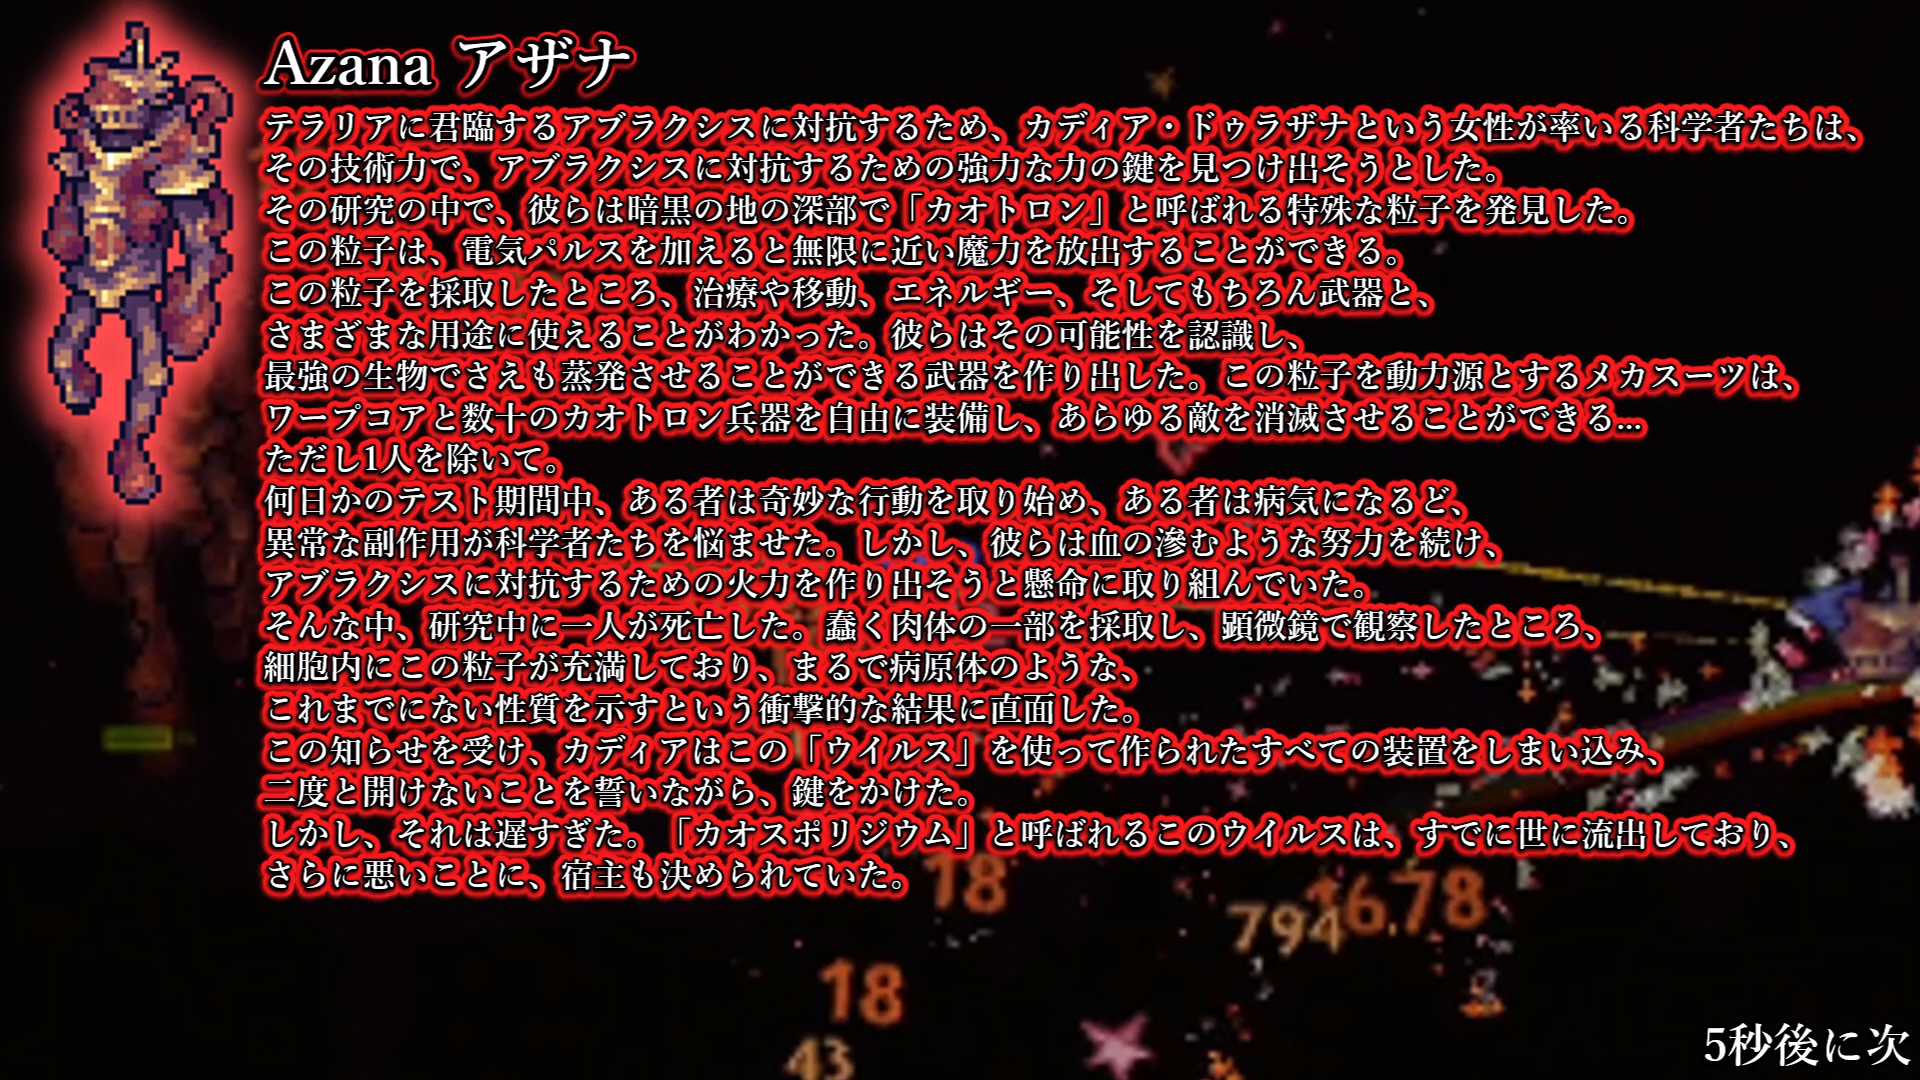 Azana アザナ
テラリアに君臨するアブラクシスに対抗するため、カディア・ドゥラザナという女性が率いる科学者たちは、
その技術力で、アブラクシスに対抗するための強力な力の鍵を見つけ出そうとした。
その研究の中で、彼らは暗黒の地の深部で「カオトロン」と呼ばれる特殊な粒子を発見した。
この粒子は、電気パルスを加えると無限に近い魔力を放出することができる。
この粒子を採取したところ、治療や移動、エネルギー、そしてもちろん武器と、
さまざまな用途に使えることがわかった。彼らはその可能性を認識し、
最強の生物でさえも蒸発させることができる武器を作り出した。この粒子を動力源とするメカスーツは、
ワープコアと数十のカオトロン兵器を自由に装備し、あらゆる敵を消滅させることができる...
ただし1人を除いて。
何日かのテスト期間中、ある者は奇妙な行動を取り始め、ある者は病気になるど、
異常な副作用が科学者たちを悩ませた。しかし、彼らは血の滲むような努力を続け、
アブラクシスに対抗するための火力を作り出そうと懸命に取り組んでいた。
そんな中、研究中に一人が死亡した。蠢く肉体の一部を採取し、顕微鏡で観察したところ、
細胞内にこの粒子が充満しており、まるで病原体のような、
これまでにない性質を示すという衝撃的な結果に直面した。
この知らせを受け、カディアはこの「ウイルス」を使って作られたすべての装置をしまい込み、
二度と開けないことを誓いながら、鍵をかけた。
しかし、それは遅すぎた。「カオスポリジウム」と呼ばれるこのウイルスは、すでに世に流出しており、
さらに悪いことに、宿主も決められていた。
18
794
16.78
18
43
5秒後に次